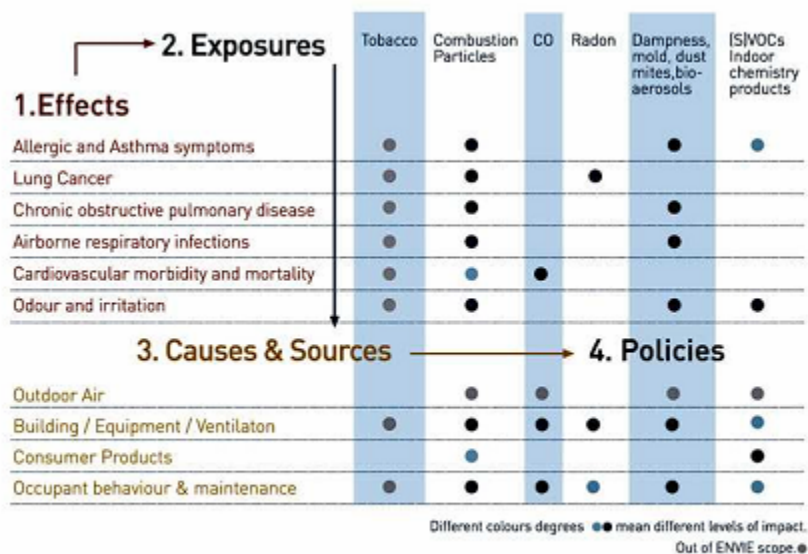 2. Exposures
Tobacco
Combustion
Particles
CO
Radon
Dampness,
mold, dust
mites,bio-
aerosols
(S)VOCs
Indoor
chemistry
products
1.Effects
Allergic and Asthma symptoms
Lung Cancer
Chronic obstructive pulmonary disease
Airborne respiratory infections
Cardiovascular morbidity and mortality
Odour and irritation
3. Causes & Sources
4. Policies
Outdoor Air
Building / Equipment / Ventilaton
Consumer Products
Occupant behaviour & maintenance
Different colours degrees mean different levels of impact.
Out of ENVIE scope.